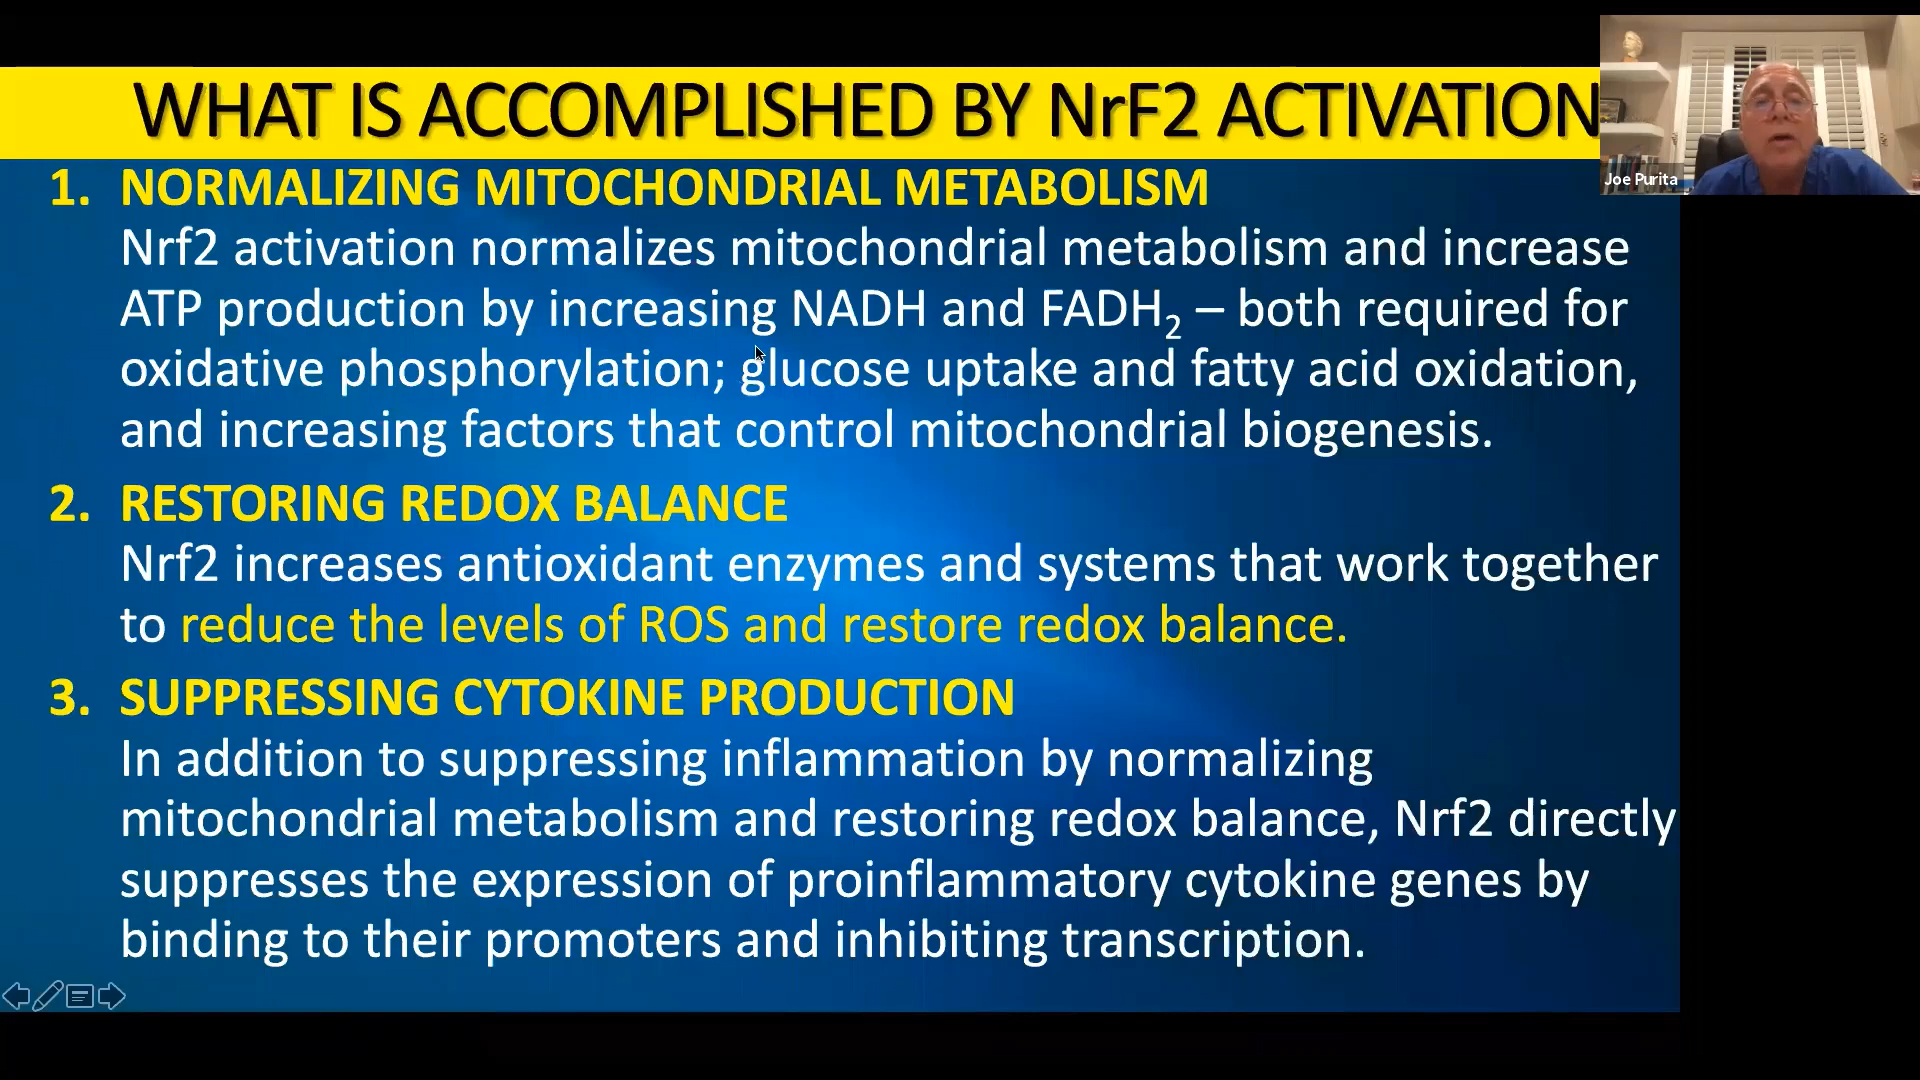 WHAT IS ACCOMPLISHED BY NrF2 ACTIVATION
Joe Purita
1. NORMALIZING MITOCHONDRIAL METABOLISM
Nrf2 activation normalizes mitochondrial metabolism and increase
ATP production by increasing NADH and FADH₂ – both required for
oxidative phosphorylation; glucose uptake and fatty acid oxidation,
and increasing factors that control mitochondrial biogenesis.
2. RESTORING REDOX BALANCE
Nrf2 increases antioxidant enzymes and systems that work together
to reduce the levels of ROS and restore redox balance.
3. SUPPRESSING CYTOKINE PRODUCTION
In addition to suppressing inflammation by normalizing
mitochondrial metabolism and restoring redox balance, Nrf2 directly
suppresses the expression of proinflammatory cytokine genes by
binding to their promoters and inhibiting transcription.